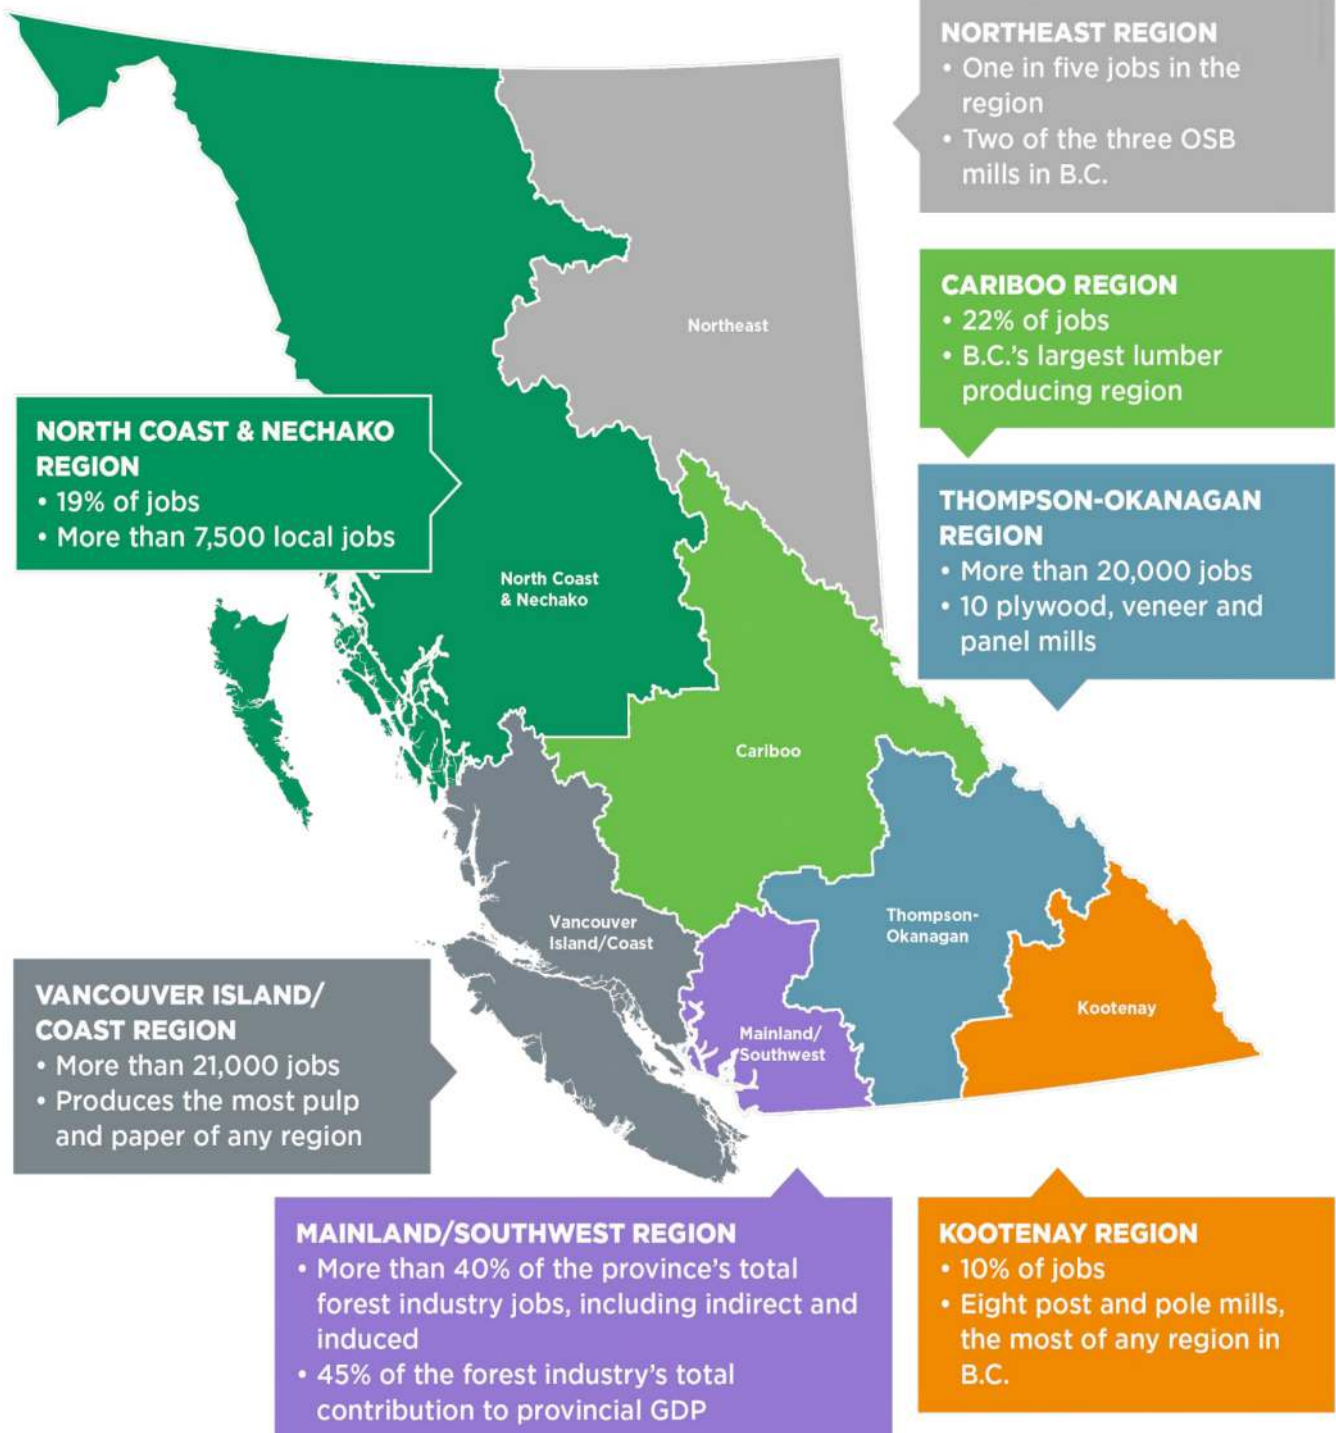 NORTHEAST REGION
• One in five jobs in the
region
• Two of the three OSB
mills in B.C.
CARIBOO REGION
• 22% of jobs
• B.C.'s largest lumber
producing region
Northeast
NORTH COAST & NECHAKO
REGION
• 19% of jobs
• More than 7,500 local jobs
THOMPSON-OKANAGAN
REGION
• More than 20,000 jobs
• 10 plywood, veneer and
panel mills
North Coast
& Nechako
Cariboo
Vancouver
Island/Coast
Thompson-
Okanagan
Kootenay
Mainland/
Southwest
VANCOUVER ISLAND/
COAST REGION
• More than 21,000 jobs
• Produces the most pulp
and paper of any region
MAINLAND/SOUTHWEST REGION
• More than 40% of the province's total
forest industry jobs, including indirect and
induced
• 45% of the forest industry's total
contribution to provincial GDP
KOOTENAY REGION
• 10% of jobs
• Eight post and pole mills,
the most of any region in
B.C.